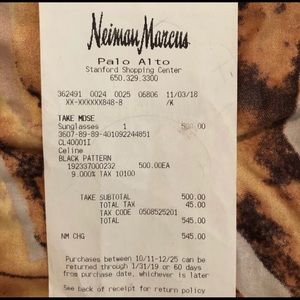 Neiman Marcus
Palo Alto
Stanford Shopping Center
650.329.3300
362491 0024 0025 06806 11/03/18
XX-XXXXXX848-8 /K
TAKE MDSE
Sunglasses 1 500.00
3607-89-89-401092244851
CL40001I
Celine
BLACK PATTERN
192337000232 500.00EA
9.000% TAX 10100
TAKE SUBTOTAL 500.00
TOTAL TAX 45.00
TAX CODE 0508525201
TOTAL 545.00
NM CHG 545.00
Purchases between 10/11-12/25 can be
returned through 1/31/19 or 60 days
from purchase date, whichever is later
See back of receipt for return policy